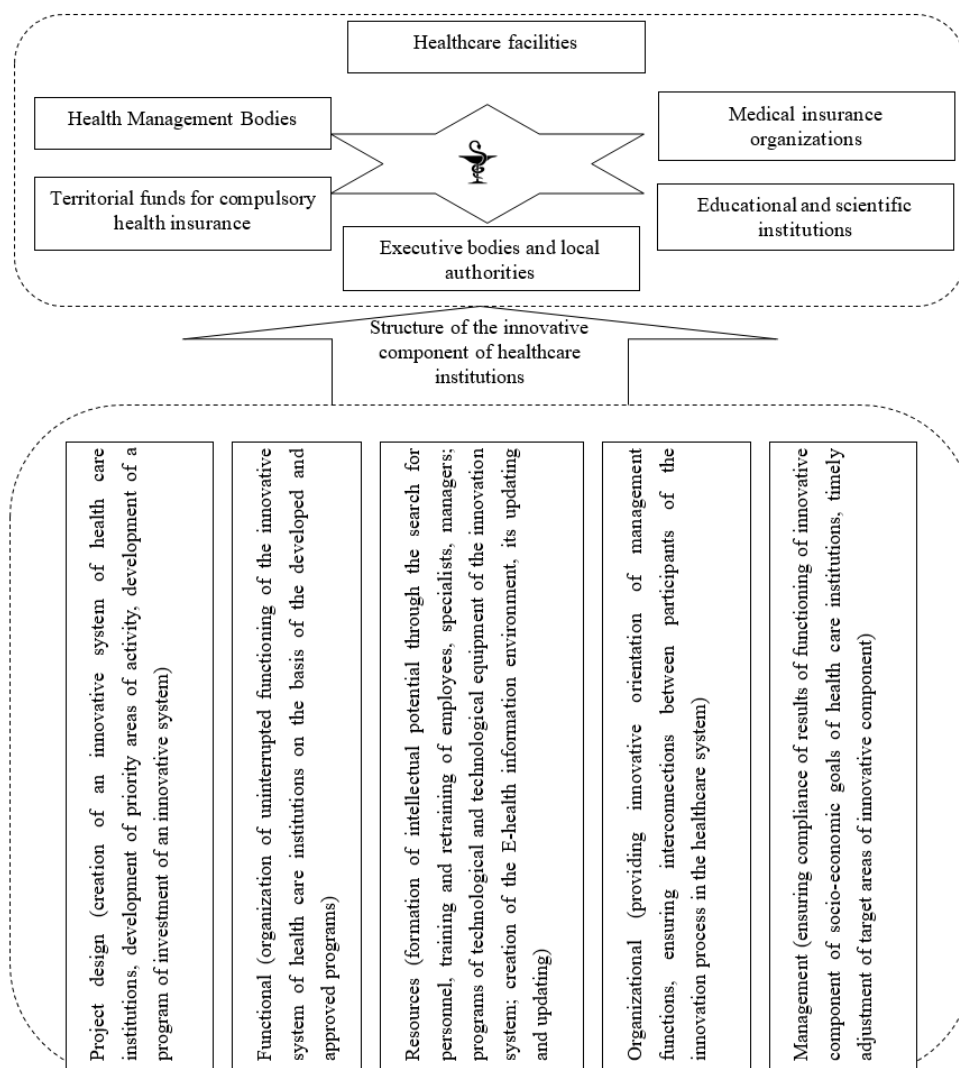 Healthcare facilities
Health Management Bodies
Medical insurance
organizations
Territorial funds for compulsory
health insurance
Educational and scientific
institutions
Executive bodies and local
authorities
Structure of the innovative
component of healthcare
institutions
Project design (creation of an innovative system of health care
institutions, development of priority areas of activity, development of a
program of investment of an innovative system)
Functional (organization of uninterrupted functioning of the innovative
system of health care institutions on the basis of the developed and
approved programs)
Resources (formation of intellectual potential through the search for
personnel, training and retraining of employees, specialists, managers;
programs of technological and technological equipment of the innovation
system; creation of the E-health information environment, its updating
and updating)
Organizational (providing innovative orientation of management
functions, ensuring interconnections between participants of the
innovation process in the healthcare system)
Management (ensuring compliance of results of functioning of innovative
component of socio-economic goals of health care institutions, timely
adjustment of target areas of innovative component)